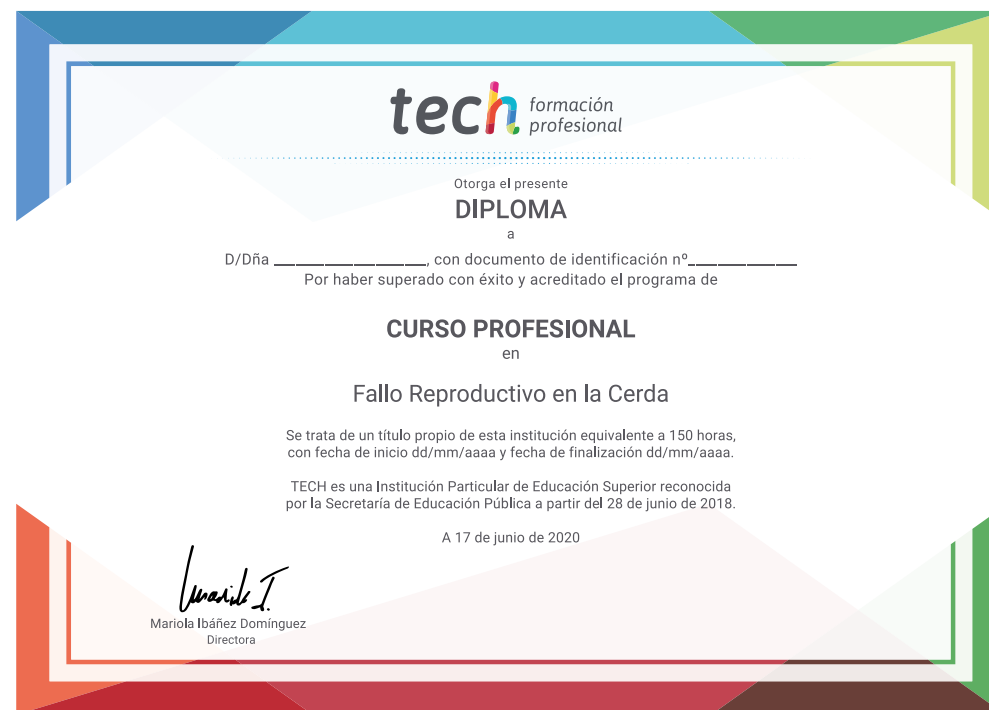 tech formación
profesional
Otorga el presente
DIPLOMA
a
D/Dña ______________, con documento de identificación nº__________
Por haber superado con éxito y acreditado el programa de
CURSO PROFESIONAL
en
Fallo Reproductivo en la Cerda
Se trata de un título propio de esta institución equivalente a 150 horas,
con fecha de inicio dd/mm/aaaa y fecha de finalización dd/mm/aaaa.
TECH es una Institución Particular de Educación Superior reconocida
por la Secretaría de Educación Pública a partir del 28 de junio de 2018.
A 17 de junio de 2020
Mariola I.
Mariola Ibáñez Domínguez
Directora